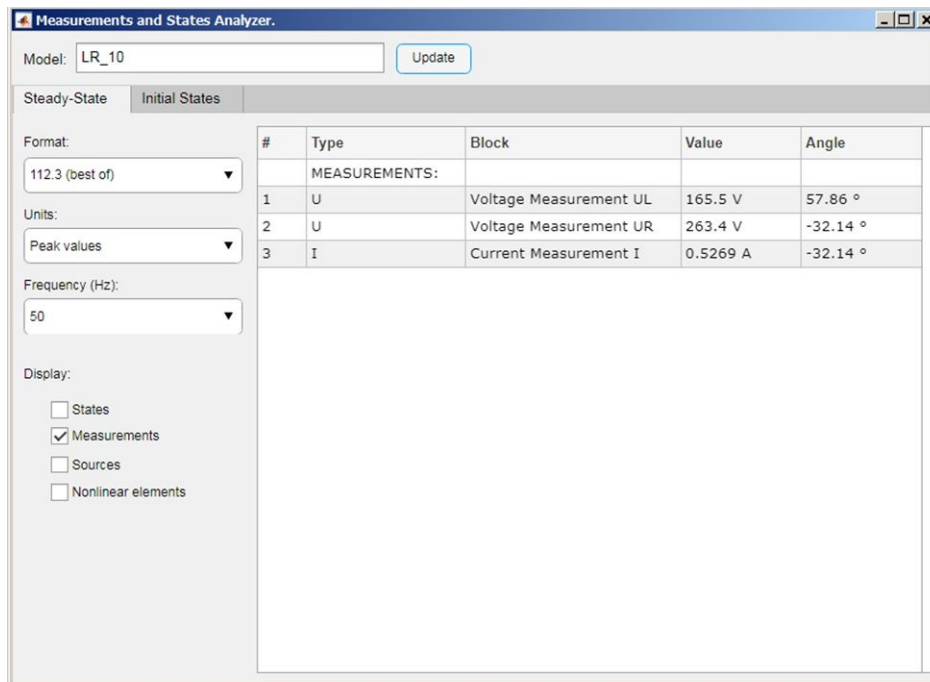 Measurements and States Analyzer.
Model: LR_10 Update
Steady-State Initial States
Format:
112.3 (best of)
Units:
Peak values
Frequency (Hz):
50
Display:
States
Measurements
Sources
Nonlinear elements
# Type Block Value Angle
MEASUREMENTS:
1 U Voltage Measurement UL 165.5 V 57.86 °
2 U Voltage Measurement UR 263.4 V -32.14 °
3 I Current Measurement I 0.5269 A -32.14 °